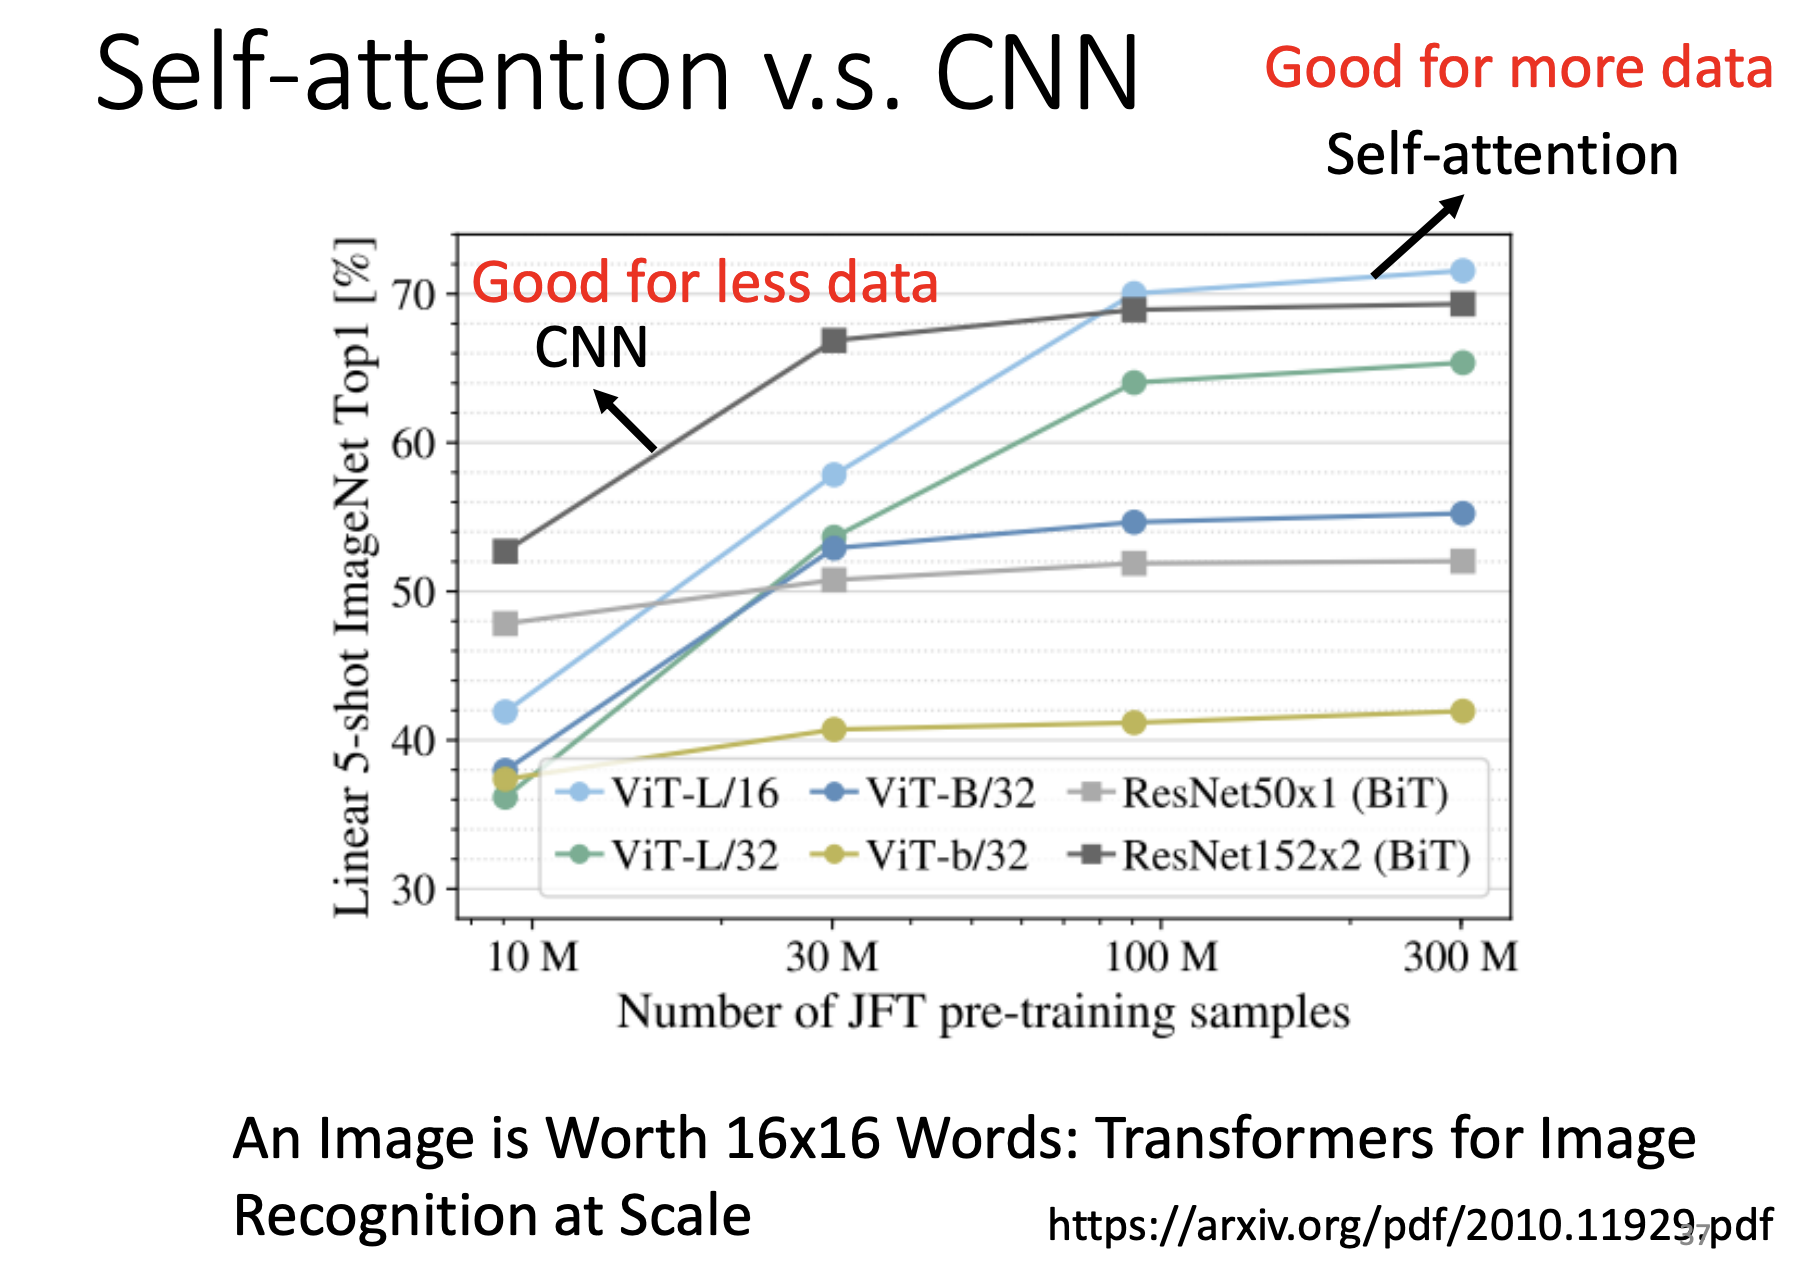 Self-attention v.s. CNN
Good for more data
Self-attention
Good for less data
CNN
Linear 5-shot ImageNet Top1 [%]
70
60
50
40
30
ViT-L/16 ViT-B/32 ResNet50x1 (BiT)
ViT-L/32 ViT-b/32 ResNet152x2 (BiT)
10 M 30 M 100 M 300 M
Number of JFT pre-training samples
An Image is Worth 16x16 Words: Transformers for Image
Recognition at Scale
https://arxiv.org/pdf/2010.11929.pdf
37